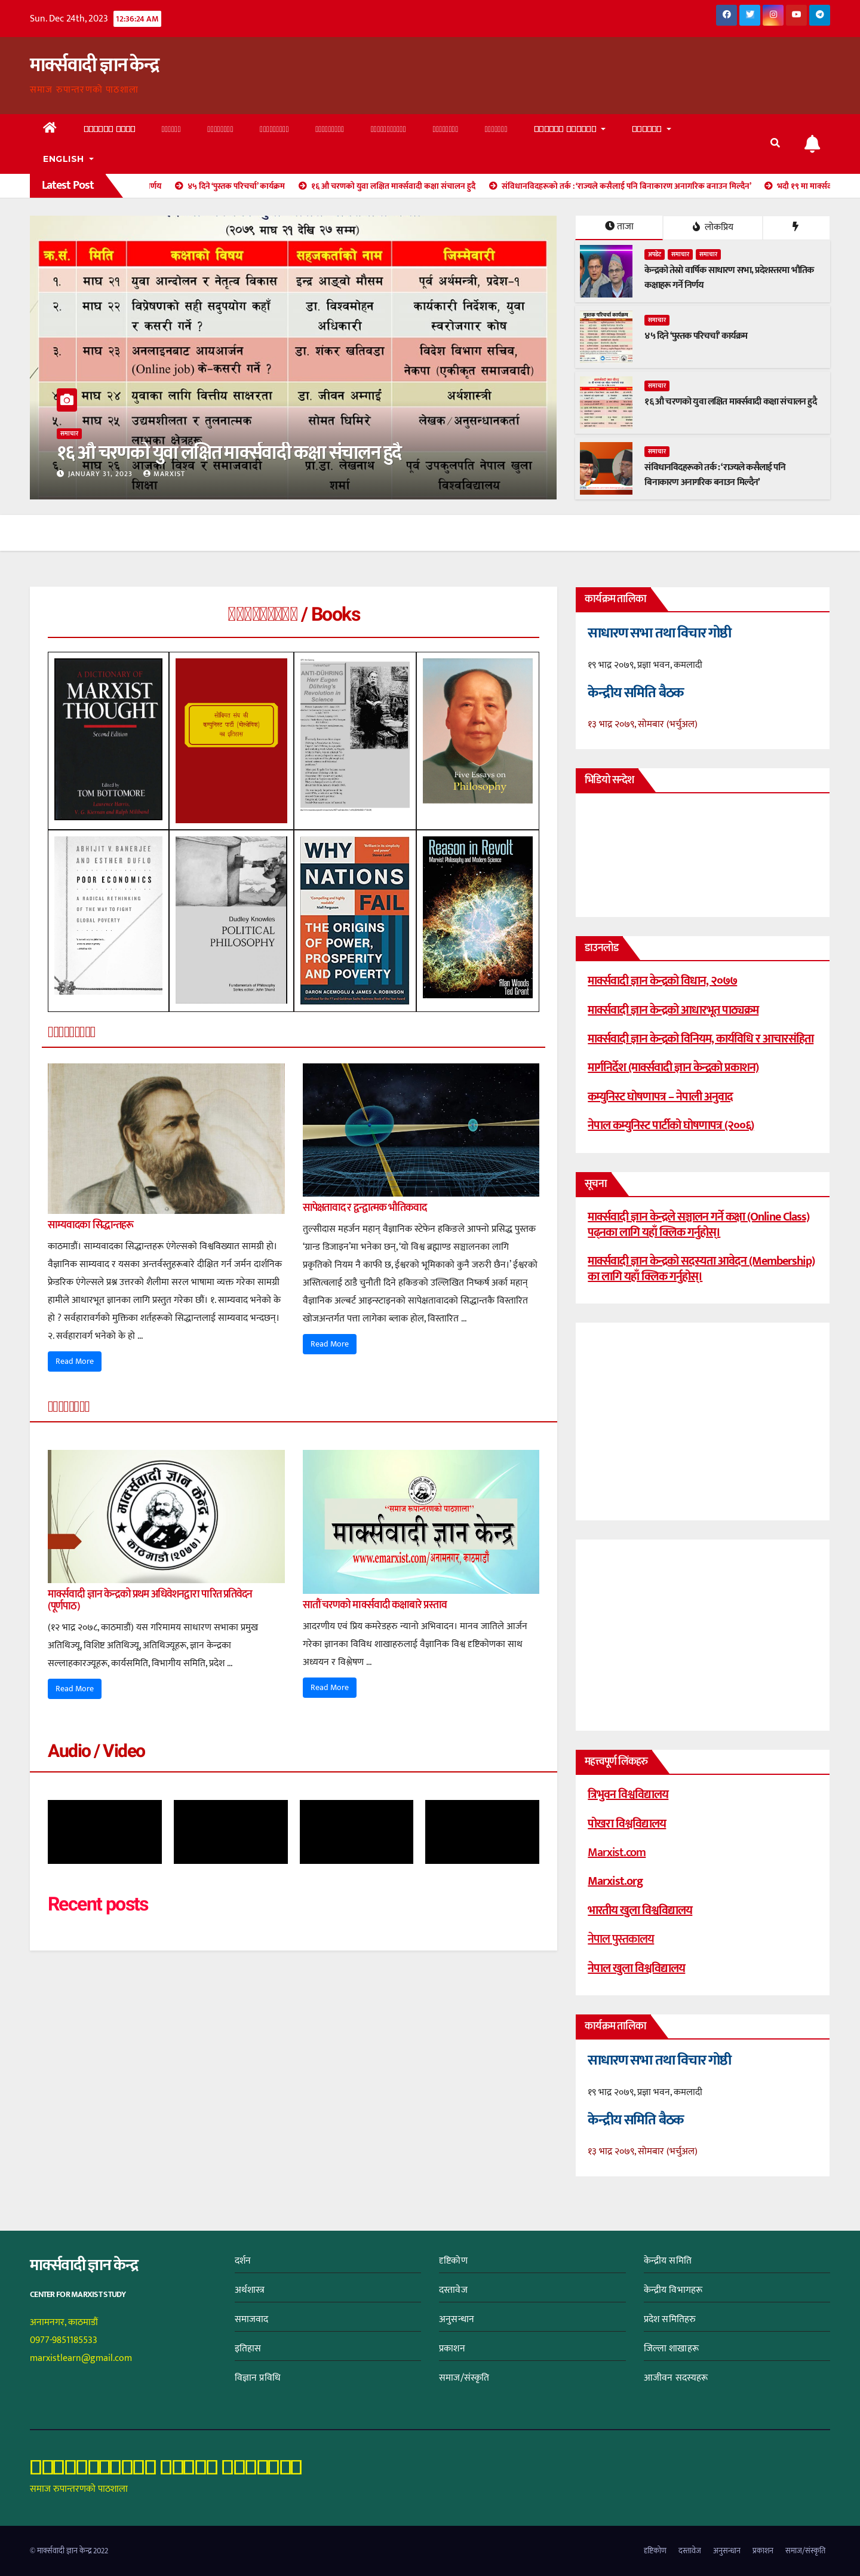 Sun. Dec 24th, 2023 12:36:24 AM
मार्क्सवादी ज्ञान केन्द्र
समाज रुपान्तरणको पाठशाला
ENGLISH
Latest Post
४५ दिने 'पुस्तक परिचर्चा' कार्यक्रम
१६ औ चरणको युवा लक्षित मार्क्सवादी कक्षा संचालन हुदै
संविधानविदहरूको तर्क : 'राज्यले कसैलाई पनि बिनाकारण अनागरिक बनाउन मिल्दैन'
(२०७९ माघ २१ देखि २७ सम्म)
क्र.सं. मिति विषय / विषय वस्तु सहजकर्ताको नाम जिम्मेवारी
१. माघ २१ युवा आन्दोलन र नेतृत्व विकास इन्द्र आङ्वो मौसम पूर्व अर्थमन्त्री, प्रदेश-१
२. माघ २२ विप्रेषणको सही सदुपयोग कहाँ र कसरी गर्ने ? डा. विश्वमोहन अधिकारी कार्यकारी निर्देशक, युवा स्वरोजगार कोष
३. माघ २३ अनलाइनबाट आयआर्जन (Online job) के-कसरी गर्ने ? डा. शंकर खतिवडा विदेश विभाग सचिव, नेकपा (एकीकृत समाजवादी)
४. माघ २४ युवाका लागि वित्तीय साक्षरता डा. जीवन अम्गाई अर्थशास्त्री
५. माघ २५ उद्यमशीलता र तुलनात्मक लाभका क्षेत्रहरू सोमत घिमिरे लेखक / अनुसन्धानकर्ता
६. माघ २६ आजको विश्व र समाजवादी शिक्षा प्रा.डा. लेखनाथ शर्मा पूर्व उपकुलपति नेपाल खुला विश्वविद्यालय
समाचार
१६ औ चरणको युवा लक्षित मार्क्सवादी कक्षा संचालन हुदै
JANUARY 31, 2023 MARXIST
ताजा लोकप्रिय
अपडेट समाचार समाचार
केन्द्रको तेस्रो वार्षिक साधारण सभा, प्रदेशस्तरमा भौतिक
कक्षाहरू गर्ने निर्णय
समाचार
४५ दिने 'पुस्तक परिचर्चा' कार्यक्रम
समाचार
१६ औ चरणको युवा लक्षित मार्क्सवादी कक्षा संचालन हुदै
समाचार
संविधानविदहरूको तर्क : 'राज्यले कसैलाई पनि
बिनाकारण अनागरिक बनाउन मिल्दैन'
/ Books
A DICTIONARY OF
MARXIST
THOUGHT
Second Edition
Edited by
TOM BOTTOMORE
ANTI-DÜHRING
Herr Eugen
Dühring's
Revolution in
Science
Five Essays on
Philosophy
ABHIJIT V. BANERJEE
AND ESTHER DUFLO
POOR ECONOMICS
A RADICAL RETHINKING
OF THE WAY TO FIGHT
GLOBAL POVERTY
Dudley Knowles
POLITICAL
PHILOSOPHY
WHY
NATIONS
FAIL
THE ORIGINS OF
POWER,
PROSPERITY
AND POVERTY
DARON ACEMOGLU & JAMES A. ROBINSON
Reason in Revolt
Marxist Philosophy and Modern Science
Alan Woods
Ted Grant
साम्यवादका सिद्धान्तहरू
काठमाडौं। साम्यवादका सिद्धान्तहरू एंगेल्सको विश्वविख्यात सामग्री हो।
वैज्ञानिक साम्यवाद र यसका अन्तर्वस्तुहरूबारे दीक्षित गर्न जर्मन दार्शनिक
फ्रेडरिक एंगेल्सले प्रश्न उत्तरको शैलीमा सरल भाषामा व्यक्त गरेका सामग्री
हामीले आधारभूत ज्ञानका लागि प्रस्तुत गरेका छौं। १. साम्यवाद भनेको के
हो ? सर्वहारावर्गको मुक्तिका शर्तहरूको सिद्धान्तलाई साम्यवाद भन्दछन्।
२. सर्वहारावर्ग भनेको के हो ...
Read More
सापेक्षतावाद र द्वन्द्वात्मक भौतिकवाद
तुल्सीदास महर्जन महान् वैज्ञानिक स्टेफेन हकिङले आफ्नो प्रसिद्ध पुस्तक
'ग्रान्ड डिजाइन'मा भनेका छन्, 'यो विश्व ब्रह्माण्ड सञ्चालनका लागि
प्रकृतिको नियम नै काफी छ, ईश्वरको भूमिकाको कुनै जरुरी छैन।' ईश्वरको
अस्तित्वलाई ठाडै चुनौती दिने हकिङको उल्लिखित निष्कर्ष अर्का महान्
वैज्ञानिक अल्बर्ट आइन्स्टाइनको सापेक्षतावादको सिद्धान्तकै विस्तारित
खोजअन्तर्गत पत्ता लागेका ब्लाक होल, विस्तारित ...
Read More
मार्क्सवादी ज्ञान केन्द्र
काठमाडौं (२०७७)
मार्क्सवादी ज्ञान केन्द्रको प्रथम अधिवेशनद्वारा पारित प्रतिवेदन
(पूर्णपाठ)
(१२ भाद्र २०७८, काठमाडौं) यस गरिमामय साधारण सभाका प्रमुख
अतिथिज्यू, विशिष्ट अतिथिज्यू, अतिथिज्यूहरू, ज्ञान केन्द्रका
सल्लाहकारज्यूहरू, कार्यसमिति, विभागीय समिति, प्रदेश ...
Read More
"समाज रूपान्तरणको पाठशाला"
मार्क्सवादी ज्ञान केन्द्र
www.emarxist.com/अनामनगर, काठमाडौं
सातौं चरणको मार्क्सवादी कक्षाबारे प्रस्ताव
आदरणीय एवं प्रिय कमरेडहरु न्यानो अभिवादन। मानव जातिले आर्जन
गरेका ज्ञानका विविध शाखाहरुलाई वैज्ञानिक विश्व दृष्टिकोणका साथ
अध्ययन र विश्लेषण ...
Read More
Audio / Video
Recent posts
कार्यक्रम तालिका
साधारण सभा तथा विचार गोष्ठी
१९ भाद्र २०७९, प्रज्ञा भवन, कमलादी
केन्द्रीय समिति बैठक
१३ भाद्र २०७९, सोमबार (भर्चुअल)
भिडियो सन्देश
डाउनलोड
मार्क्सवादी ज्ञान केन्द्रको विधान, २०७७
मार्क्सवादी ज्ञान केन्द्रको आधारभूत पाठ्यक्रम
मार्क्सवादी ज्ञान केन्द्रको विनियम, कार्यविधि र आचारसंहिता
मार्गनिर्देश (मार्क्सवादी ज्ञान केन्द्रको प्रकाशन)
कम्युनिस्ट घोषणापत्र – नेपाली अनुवाद
नेपाल कम्युनिस्ट पार्टीको घोषणापत्र (२००६)
सूचना
मार्क्सवादी ज्ञान केन्द्रले सञ्चालन गर्ने कक्षा (Online Class)
पढ्नका लागि यहाँ क्लिक गर्नुहोस्।
मार्क्सवादी ज्ञान केन्द्रको सदस्यता आवेदन (Membership)
का लागि यहाँ क्लिक गर्नुहोस्।
महत्त्वपूर्ण लिंकहरु
त्रिभुवन विश्वविद्यालय
पोखरा विश्वविद्यालय
Marxist.com
Marxist.org
भारतीय खुला विश्वविद्यालय
नेपाल पुस्तकालय
नेपाल खुला विश्वविद्यालय
कार्यक्रम तालिका
साधारण सभा तथा विचार गोष्ठी
१९ भाद्र २०७९, प्रज्ञा भवन, कमलादी
केन्द्रीय समिति बैठक
१३ भाद्र २०७९, सोमबार (भर्चुअल)
मार्क्सवादी ज्ञान केन्द्र
CENTER FOR MARXIST STUDY
अनामनगर, काठमाडौं
0977-9851185533
marxistlearn@gmail.com
दर्शन
अर्थशास्त्र
समाजवाद
इतिहास
विज्ञान प्रविधि
दृष्टिकोण
दस्तावेज
अनुसन्धान
प्रकाशन
समाज/संस्कृति
केन्द्रीय समिति
केन्द्रीय विभागहरू
प्रदेश समितिहरु
जिल्ला शाखाहरू
आजीवन सदस्यहरू
समाज रुपान्तरणको पाठशाला
© मार्क्सवादी ज्ञान केन्द्र 2022
दृष्टिकोण दस्तावेज अनुसन्धान प्रकाशन समाज/संस्कृति